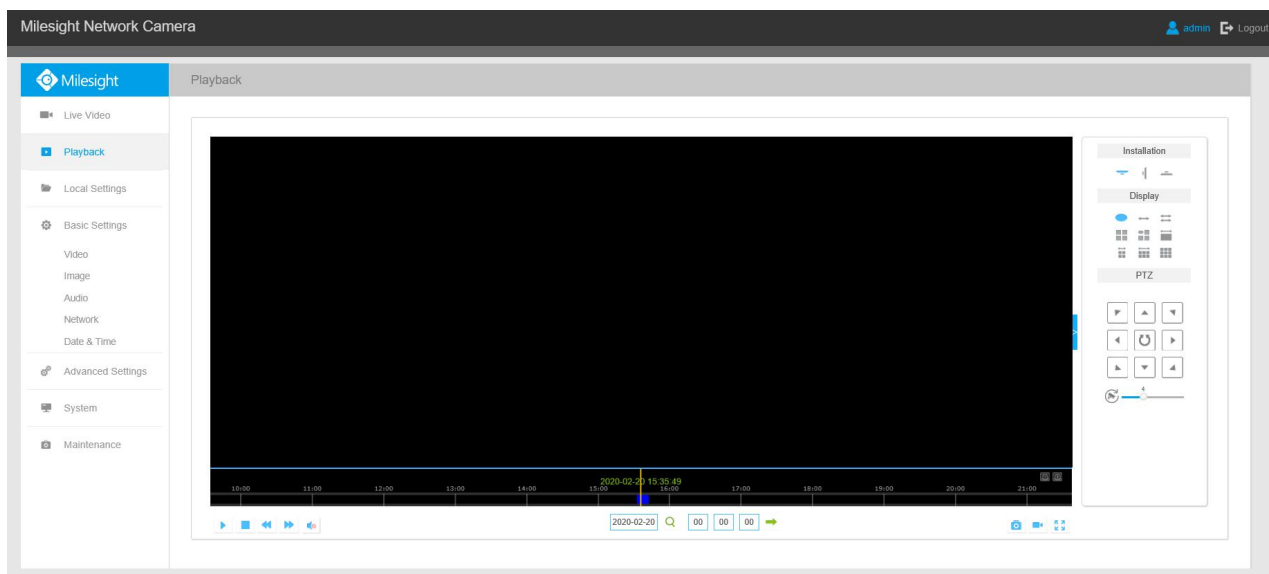 Milesight Network Camera
admin Logout
Milesight
Playback
Live Video
Playback
Local Settings
Basic Settings
Video
Image
Audio
Network
Date & Time
Advanced Settings
System
Maintenance
Installation
Display
PTZ
4
2020-02-20 15:35:49
10:00 11:00 12:00 13:00 14:00 15:00 16:00 17:00 18:00 19:00 20:00 21:00
2020-02-20 00 00 00